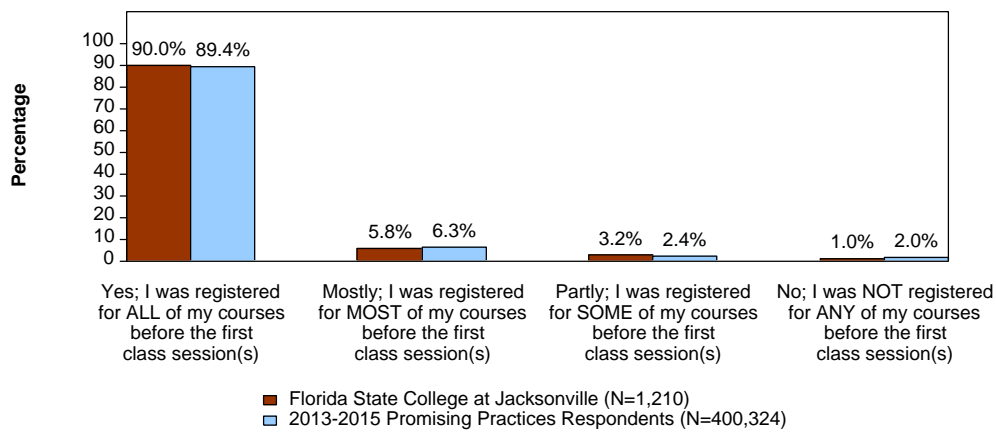 Percentage
100
90
80
70
60
50
40
30
20
10
0
90.0% 89.4%
5.8% 6.3%
3.2% 2.4%
1.0% 2.0%
Yes; I was registered
for ALL of my courses
before the first
class session(s)
Mostly; I was registered
for MOST of my courses
before the first
class session(s)
Partly; I was registered
for SOME of my courses
before the first
class session(s)
No; I was NOT registered
for ANY of my courses
before the first
class session(s)
Florida State College at Jacksonville (N=1,210)
2013-2015 Promising Practices Respondents (N=400,324)